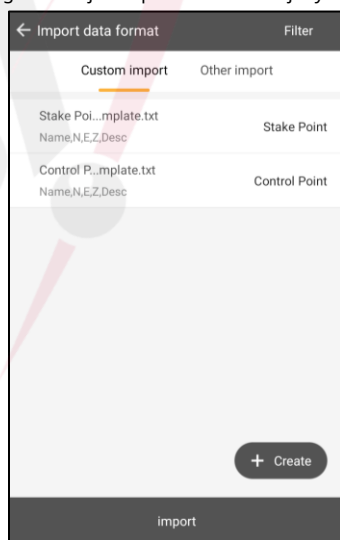 Import data format Filter
Custom import Other import
Stake Poi...mplate.txt
Stake Point
Name,N,E,Z,Desc
Control P...mplate.txt
Control Point
Name,N,E,Z,Desc
+ Create
import